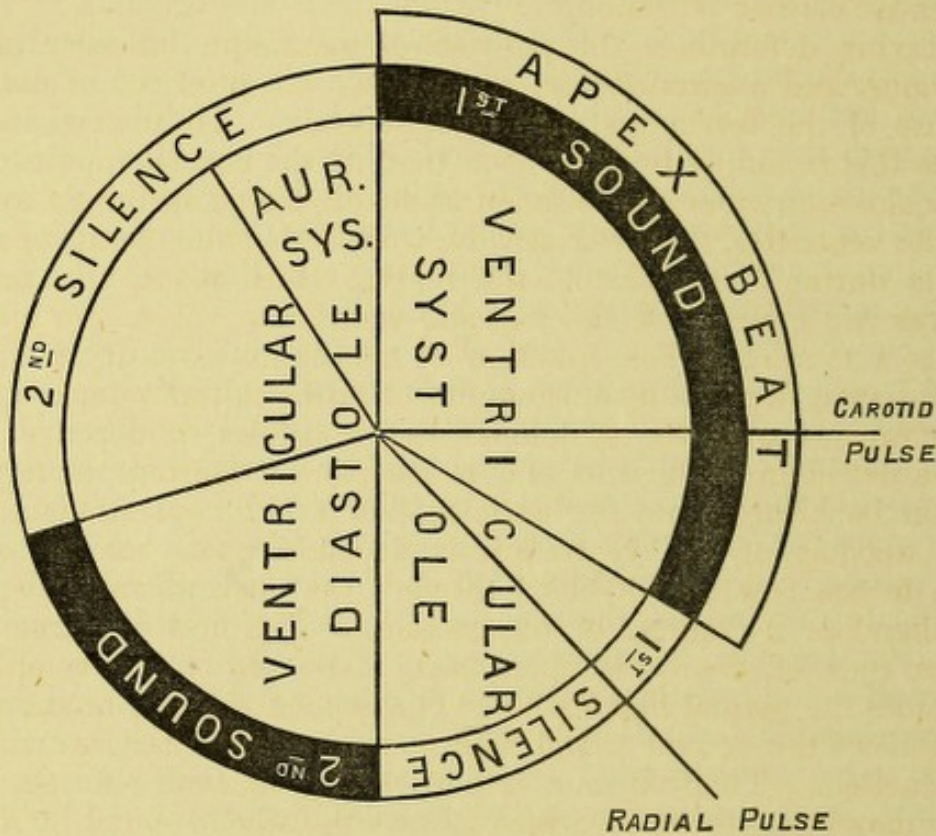 APEX BEAT
1ST SOUND
2ND SILENCE
AUR.
SYS.
VENTRICULAR
SYSTOLE
VENTRICULAR
DIASTOLE
CAROTID
PULSE
1ST SILENCE
2ND SOUND
RADIAL PULSE